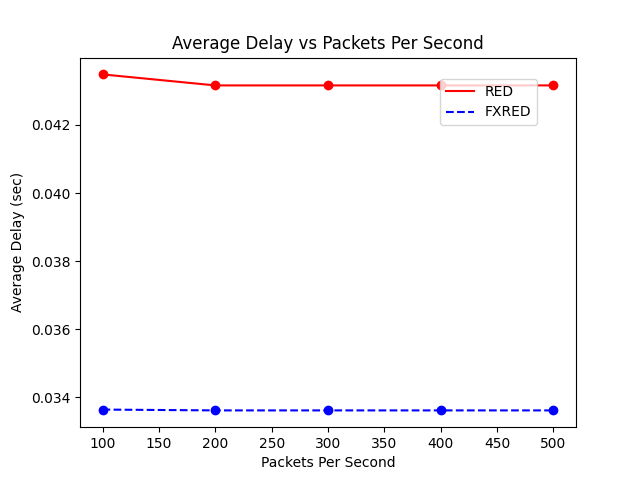 Average Delay vs Packets Per Second
RED
FXRED
0.042
0.040
0.038
0.036
0.034
Average Delay (sec)
100 150 200 250 300 350 400 450 500
Packets Per Second